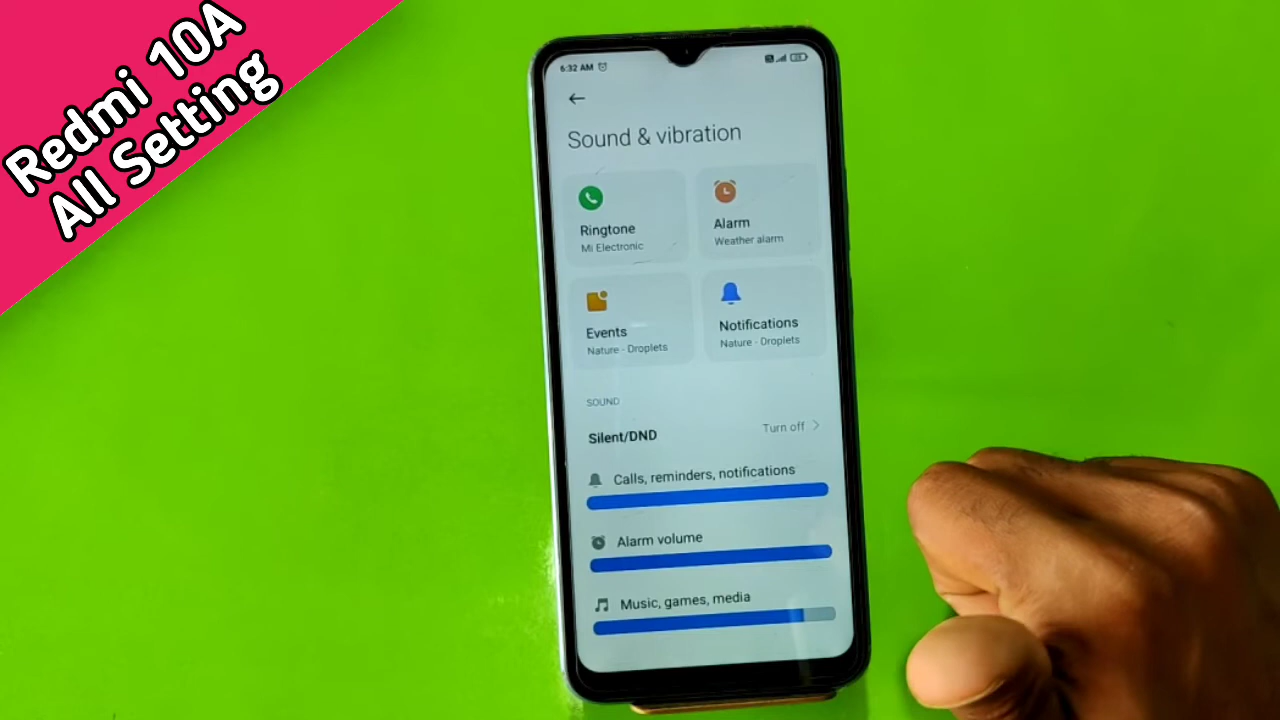 Redmi 10A
All Setting
6:32 AM
Sound & vibration
Ringtone
Mi Electronic
Alarm
Weather alarm
Events
Nature - Droplets
Notifications
Nature - Droplets
SOUND
Silent/DND
Turn off
Calls, reminders, notifications
Alarm volume
Music, games, media